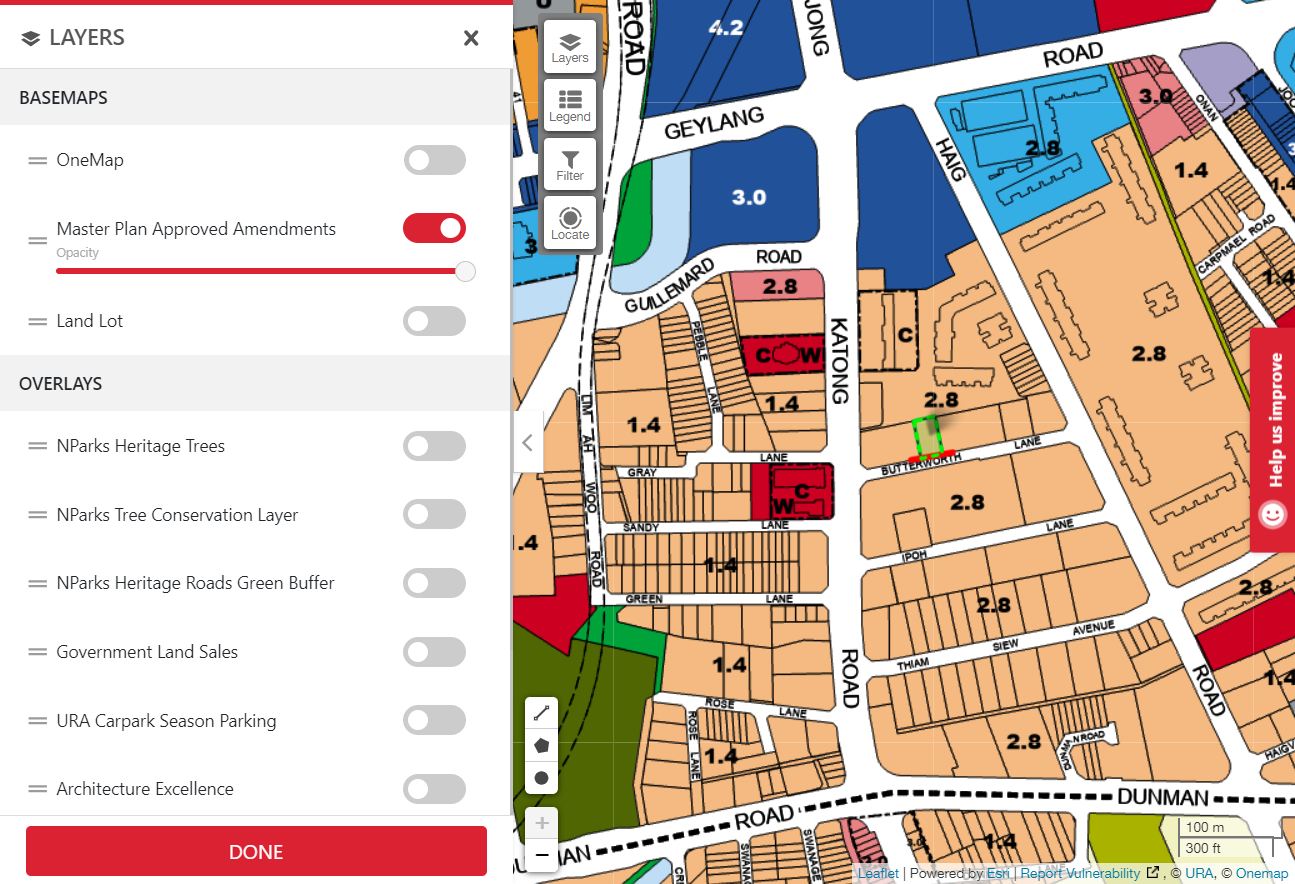 LAYERS
BASEMAPS
OneMap
Master Plan Approved Amendments
Opacity
Land Lot
OVERLAYS
NParks Heritage Trees
NParks Tree Conservation Layer
NParks Heritage Roads Green Buffer
Government Land Sales
URA Carpark Season Parking
Architecture Excellence
DONE
Layers
Legend
Filter
Locate
ROAD
4.2
JONG
ROAD
GEYLANG
HAIG
3.0
2.8
3.0
ONAN
1.4
1.4
CARPMAEL ROAD
1.4
3
GUILLEMARD
ROAD
2.8
PEBBLE
LANE
C
W
KATONG
C
2.8
2.8
1.4
1.4
LIM
AH
WOO
ROAD
GRAY
LANE
BUTTERWORTH
LANE
C
W
SANDY
LANE
2.8
IPOH
LANE
.4
1.4
GREEN
LANE
2.8
2.8
THIAM
SIEW
AVENUE
1.4
ROAD
ROAD
1.4
ROSE
LANE
ROSE
LANE
1.4
2.8
DUNMAN ROAD
HAIGV
DUNMAN
ROAD
MAN
SWANAGE
SWANAGE
1.4
LANE
Help us improve
100 m
300 ft
Leaflet | Powered by Esri | Report Vulnerability , © URA, © Onemap